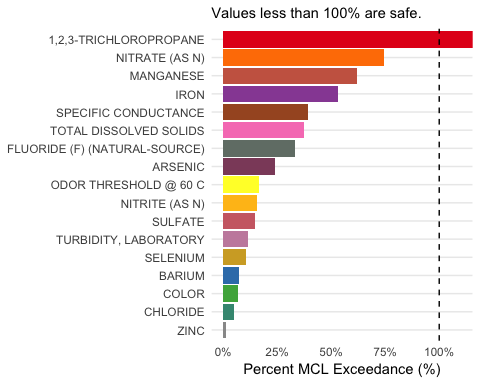 Values less than 100% are safe.
1,2,3-TRICHLOROPROPANE
NITRATE (AS N)
MANGANESE
IRON
SPECIFIC CONDUCTANCE
TOTAL DISSOLVED SOLIDS
FLUORIDE (F) (NATURAL-SOURCE)
ARSENIC
ODOR THRESHOLD @ 60 C
NITRITE (AS N)
SULFATE
TURBIDITY, LABORATORY
SELENIUM
BARIUM
COLOR
CHLORIDE
ZINC
0% 25% 50% 75% 100%
Percent MCL Exceedance (%)